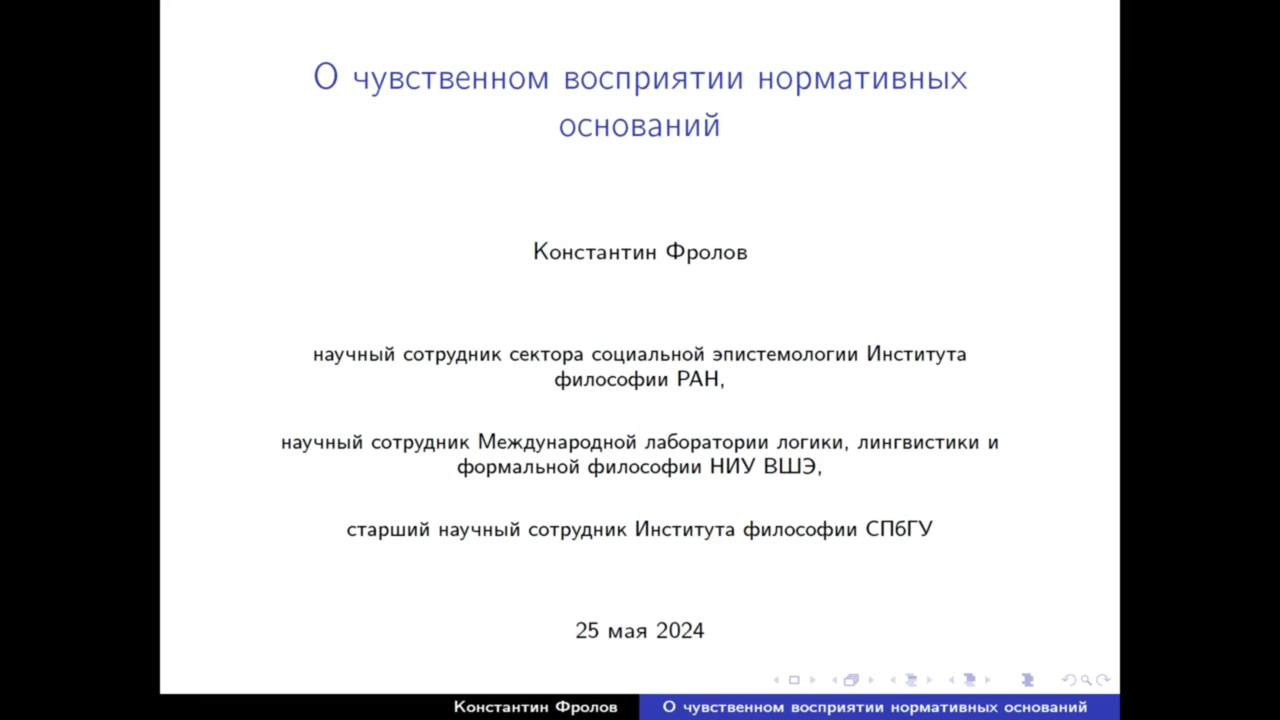 О чувственном восприятии нормативных
оснований
Константин Фролов
научный сотрудник сектора социальной эпистемологии Института
философии РАН,
научный сотрудник Международной лаборатории логики, лингвистики и
формальной философии НИУ ВШЭ,
старший научный сотрудник Института философии СПбГУ
25 мая 2024
Константин Фролов
О чувственном восприятии нормативных оснований